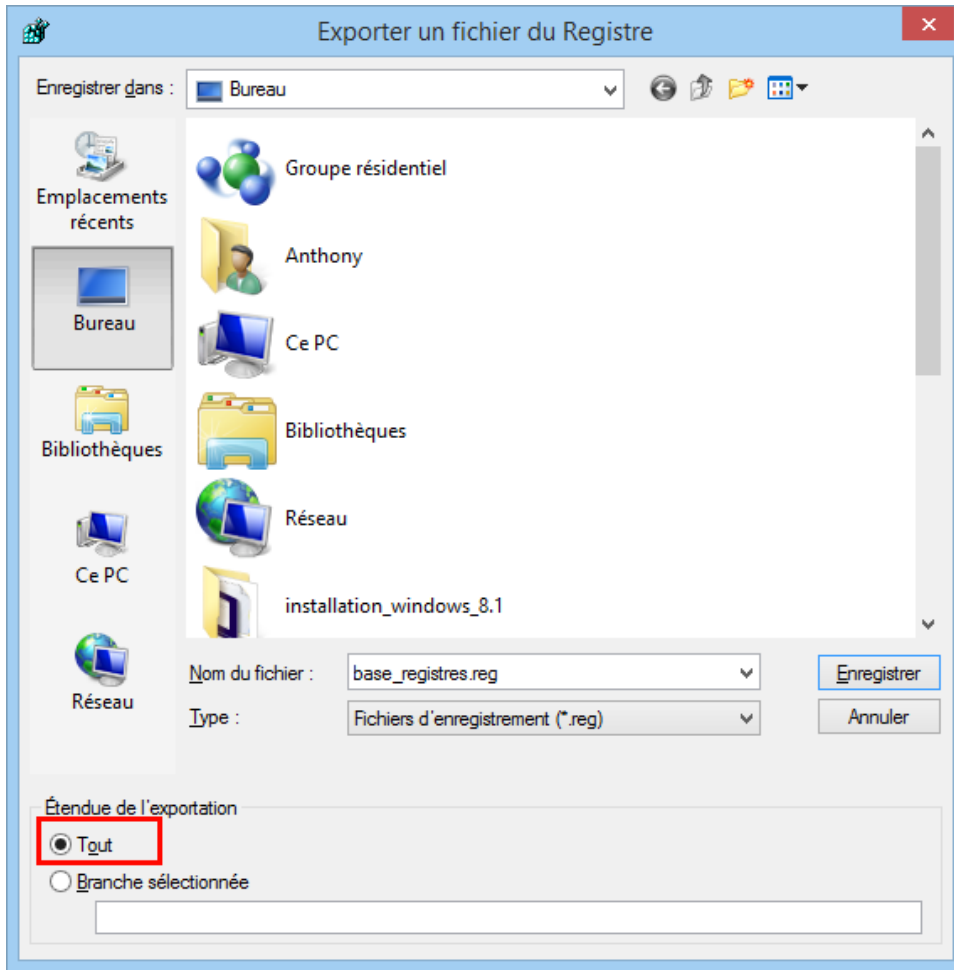 Exporter un fichier du Registre
Enregistrer dans :
Bureau
Emplacements
récents
Bureau
Bibliothèques
Ce PC
Réseau
Groupe résidentiel
Anthony
Ce PC
Bibliothèques
Réseau
installation_windows_8.1
Nom du fichier :
base_registres.reg
Enregistrer
Type :
Fichiers d'enregistrement (*.reg)
Annuler
Étendue de l'exportation
Tout
Branche sélectionnée